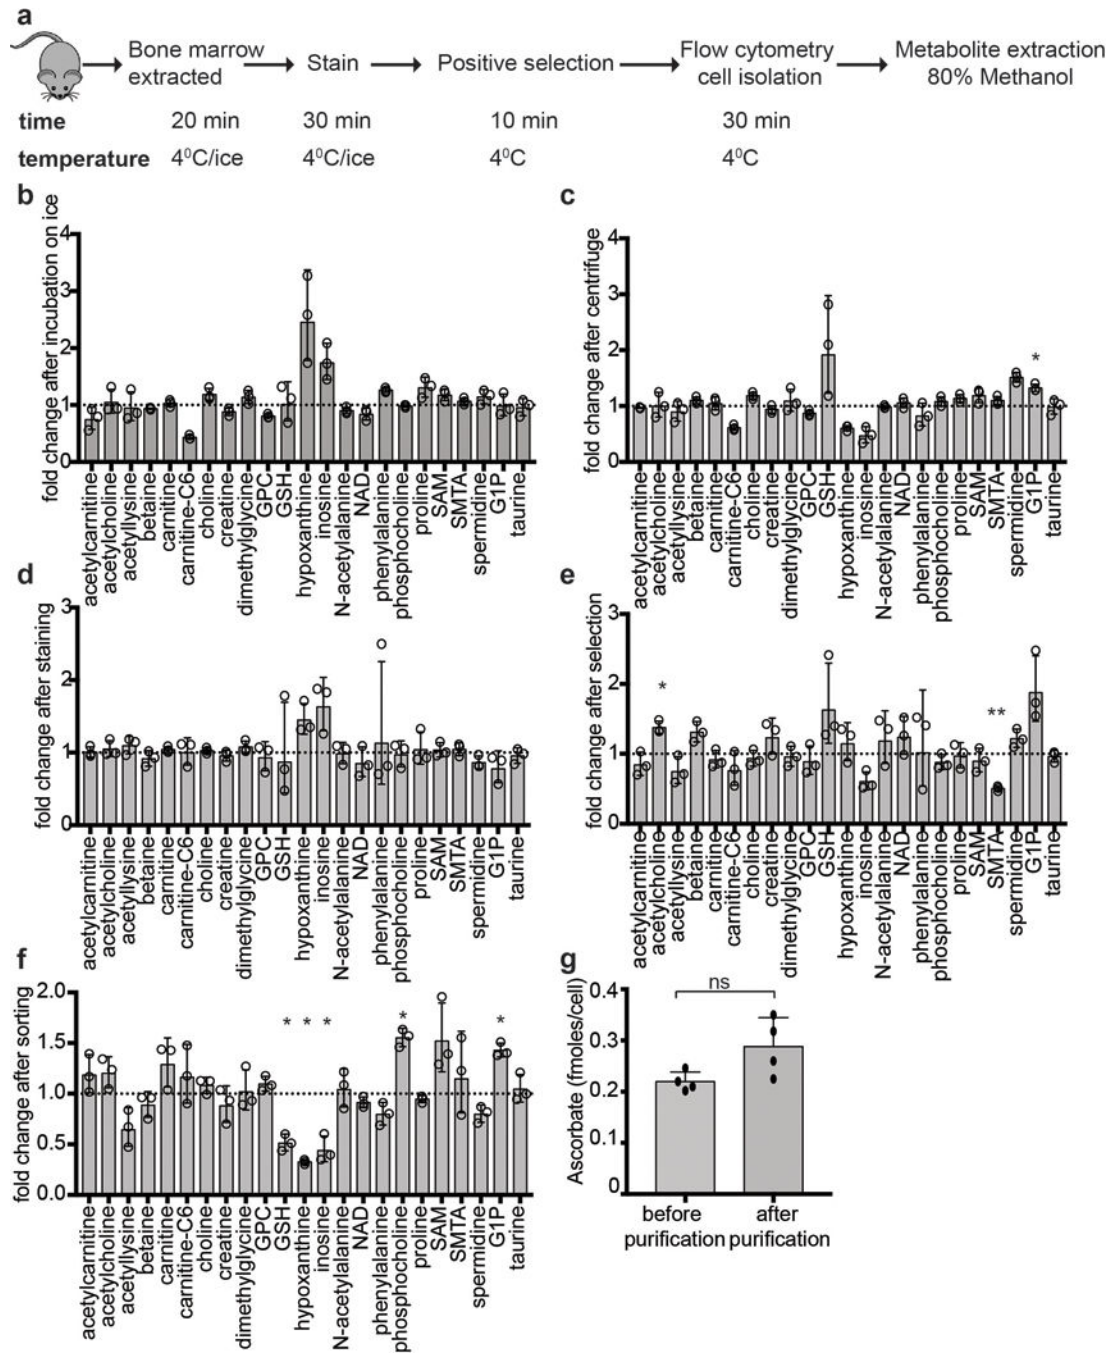 a
Bone marrow extracted
Stain
Positive selection
Flow cytometry cell isolation
Metabolite extraction 80% Methanol
time 20 min 30 min 10 min 30 min
temperature 4⁰C/ice 4⁰C/ice 4⁰C 4⁰C
b
fold change after incubation on ice
4
3
2
1
0
acetylcarnitine
acetylcholine
acetyllysine
betaine
carnitine
carnitine-C6
choline
creatine
dimethylglycine
GPC
GSH
hypoxanthine
inosine
N-acetylalanine
NAD
phenylalanine
phosphocholine
proline
SAM
SMTA
spermidine
G1P
taurine
c
fold change after centrifuge
4
3
2
1
0
*
acetylcarnitine
acetylcholine
acetyllysine
betaine
carnitine
carnitine-C6
choline
creatine
dimethylglycine
GPC
GSH
hypoxanthine
inosine
N-acetylalanine
NAD
phenylalanine
phosphocholine
proline
SAM
SMTA
spermidine
G1P
taurine
d
fold change after staining
3
2
1
0
acetylcarnitine
acetylcholine
acetyllysine
betaine
carnitine
carnitine-C6
choline
creatine
dimethylglycine
GPC
GSH
hypoxanthine
inosine
N-acetylalanine
NAD
phenylalanine
phosphocholine
proline
SAM
SMTA
spermidine
G1P
taurine
e
fold change after selection
3
2
1
0
*
**
acetylcarnitine
acetylcholine
acetyllysine
betaine
carnitine
carnitine-C6
choline
creatine
dimethylglycine
GPC
GSH
hypoxanthine
inosine
N-acetylalanine
NAD
phenylalanine
phosphocholine
proline
SAM
SMTA
spermidine
G1P
taurine
f
fold change after sorting
2.0
1.5
1.0
0.5
0.0
* * *
*
*
acetylcarnitine
acetylcholine
acetyllysine
betaine
carnitine
carnitine-C6
choline
creatine
dimethylglycine
GPC
GSH
hypoxanthine
inosine
N-acetylalanine
NAD
phenylalanine
phosphocholine
proline
SAM
SMTA
spermidine
G1P
taurine
g
Ascorbate (fmoles/cell)
0.4
0.3
0.2
0.1
0
ns
before purification
after purification